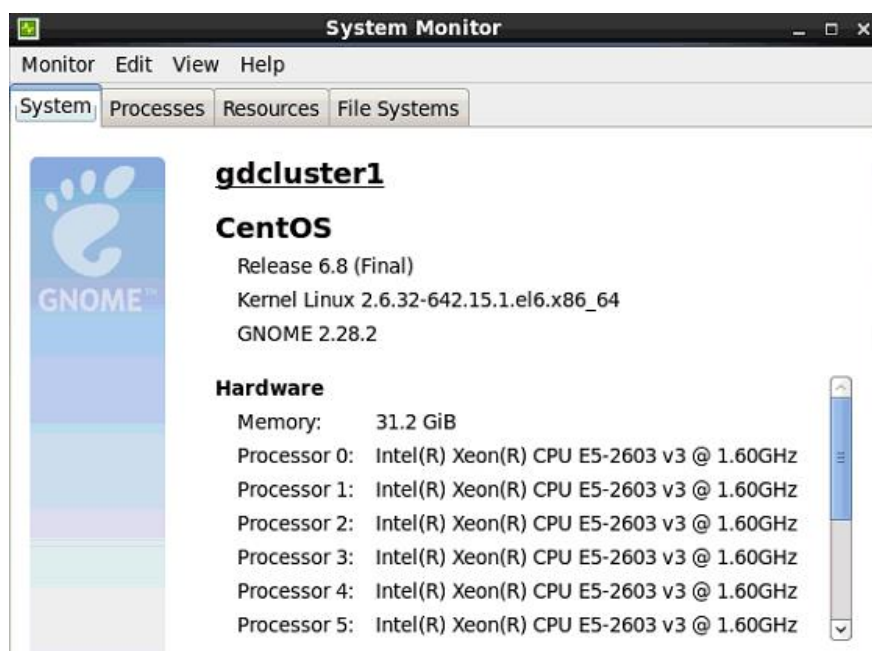 System Monitor
Monitor Edit View Help
System Processes Resources File Systems
gdcluster1
CentOS
Release 6.8 (Final)
Kernel Linux 2.6.32-642.15.1.el6.x86_64
GNOME 2.28.2
GNOME™
Hardware
Memory: 31.2 GiB
Processor 0: Intel(R) Xeon(R) CPU E5-2603 v3 @ 1.60GHz
Processor 1: Intel(R) Xeon(R) CPU E5-2603 v3 @ 1.60GHz
Processor 2: Intel(R) Xeon(R) CPU E5-2603 v3 @ 1.60GHz
Processor 3: Intel(R) Xeon(R) CPU E5-2603 v3 @ 1.60GHz
Processor 4: Intel(R) Xeon(R) CPU E5-2603 v3 @ 1.60GHz
Processor 5: Intel(R) Xeon(R) CPU E5-2603 v3 @ 1.60GHz